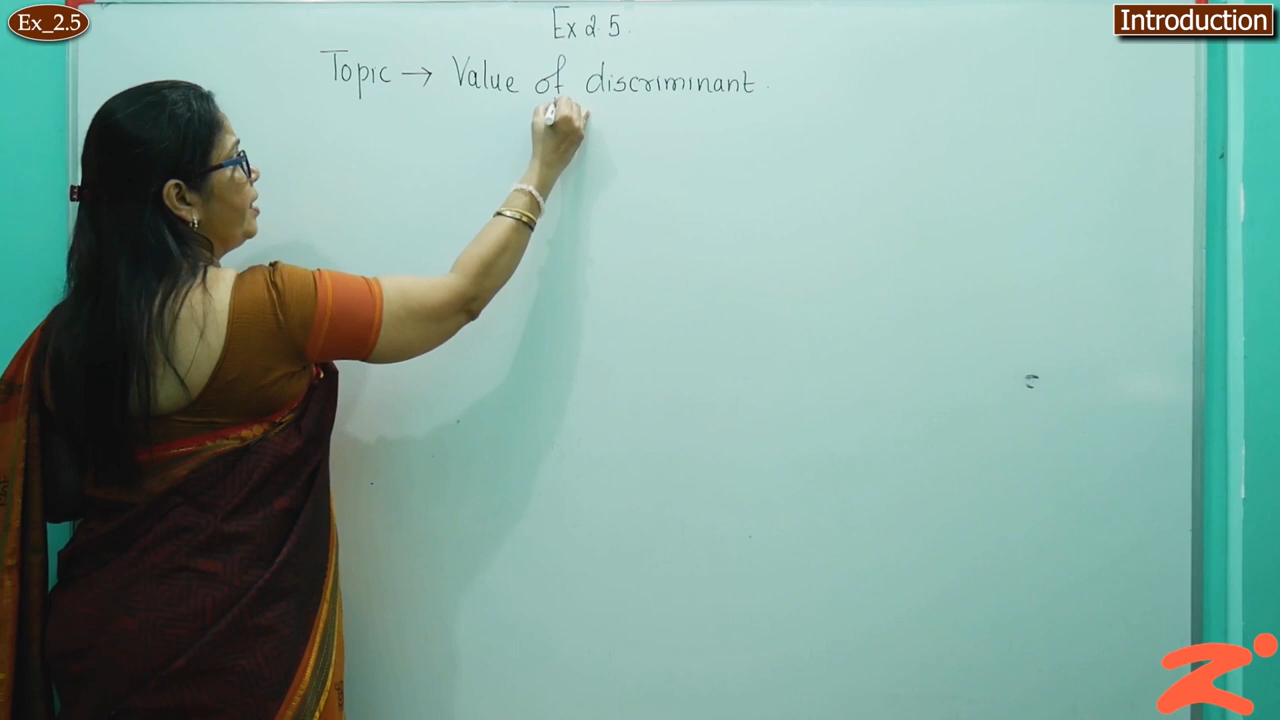 Ex_2.5
Introduction
Ex 2.5.
Topic → Value of discriminant.